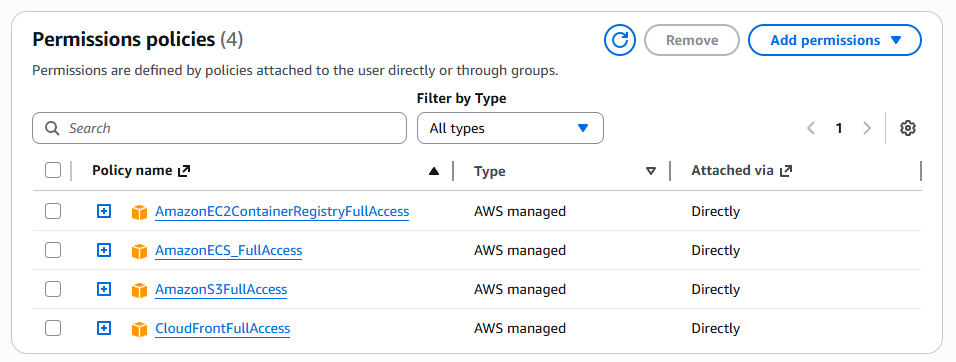 Permissions policies (4)
Remove
Add permissions
Permissions are defined by policies attached to the user directly or through groups.
Filter by Type
Search
All types
1
Policy name
Type
Attached via
AmazonEC2ContainerRegistryFullAccess
AWS managed
Directly
AmazonECS_FullAccess
AWS managed
Directly
AmazonS3FullAccess
AWS managed
Directly
CloudFrontFullAccess
AWS managed
Directly